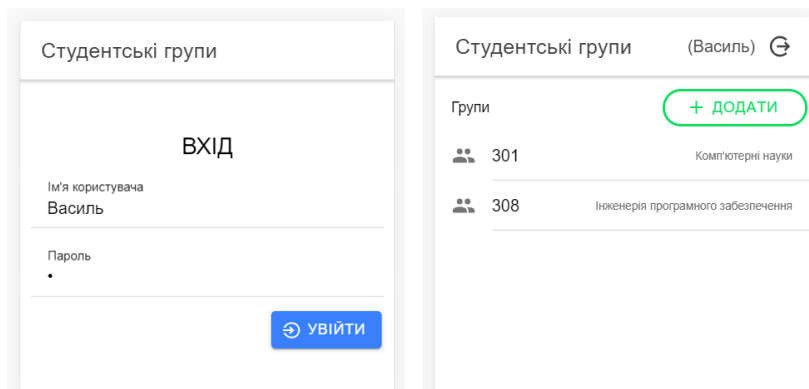 Студентські групи
ВХІД
Ім'я користувача
Василь
Пароль
•
УВІЙТИ
Студентські групи (Василь)
Групи + ДОДАТИ
301 Комп'ютерні науки
308 Інженерія програмного забезпечення